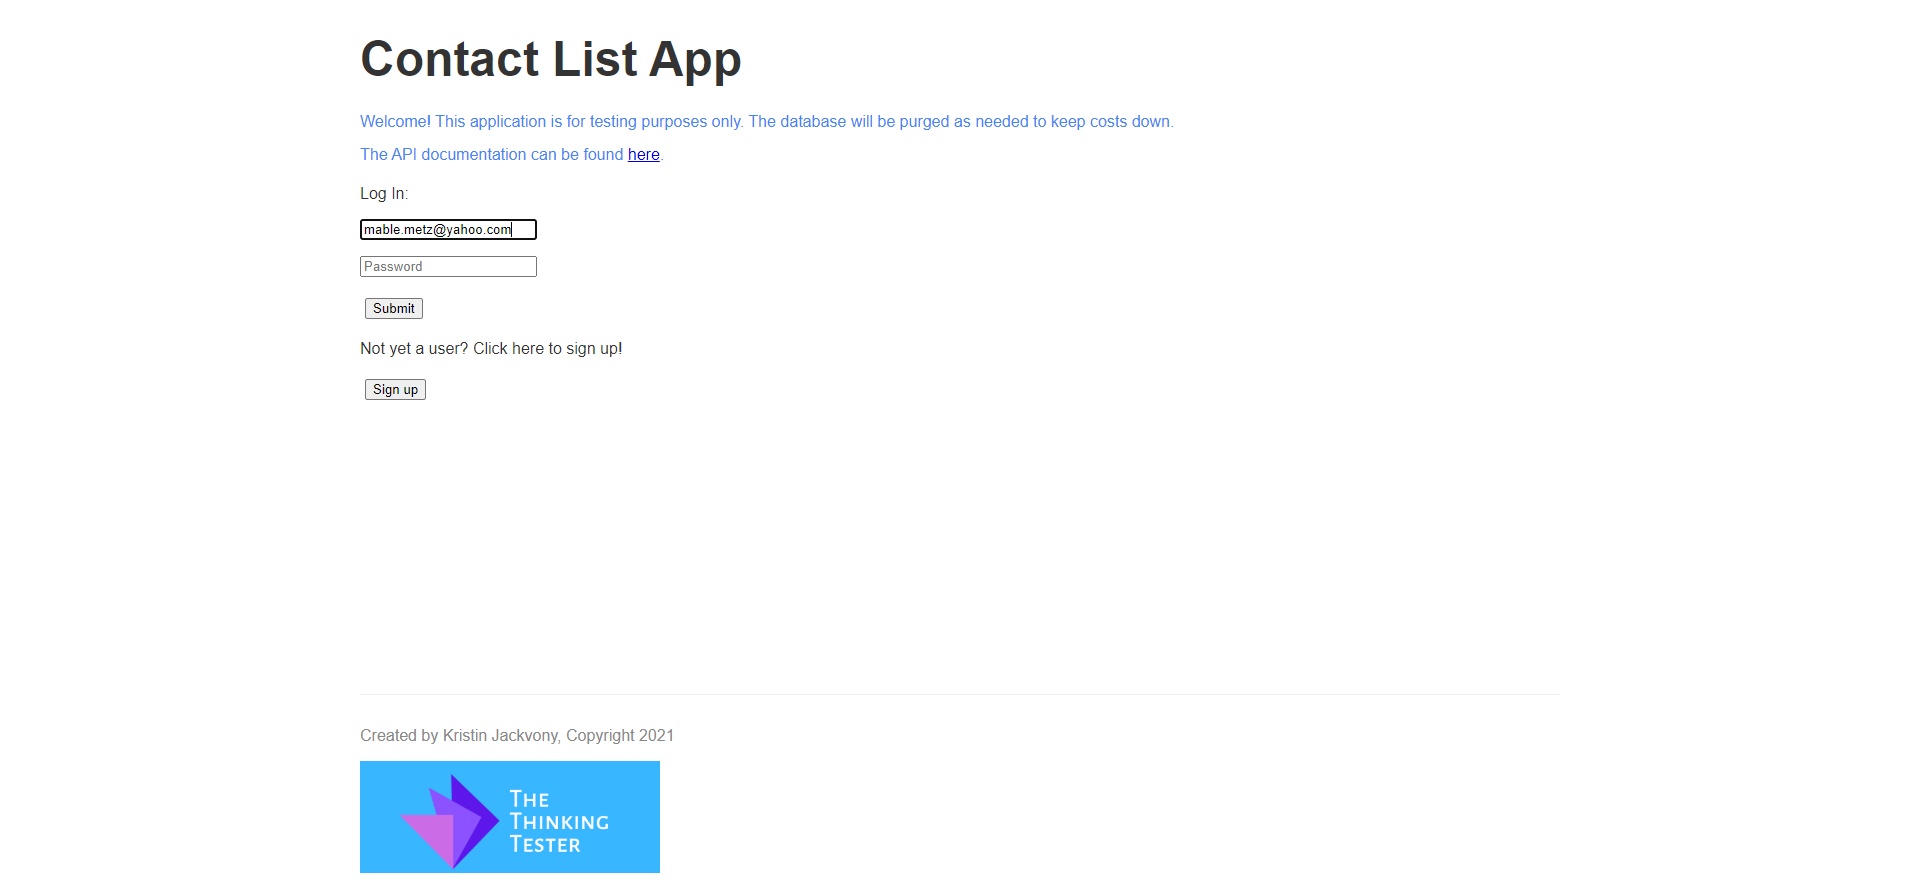 Contact List App
Welcome! This application is for testing purposes only. The database will be purged as needed to keep costs down.
The API documentation can be found here.
Log In:
mable.metz@yahoo.com
Password
Submit
Not yet a user? Click here to sign up!
Sign up
Created by Kristin Jackvony, Copyright 2021
THE
THINKING
TESTER